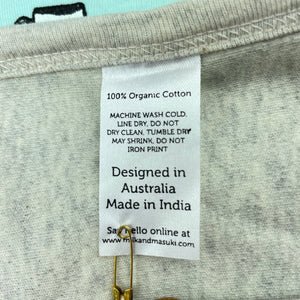 100% Organic Cotton
MACHINE WASH COLD,
LINE DRY, DO NOT
DRY CLEAN, TUMBLE DRY
MAY SHRINK, DO NOT
IRON PRINT
Designed in
Australia
Made in India
Say hello online at
www.milkandmasuki.com